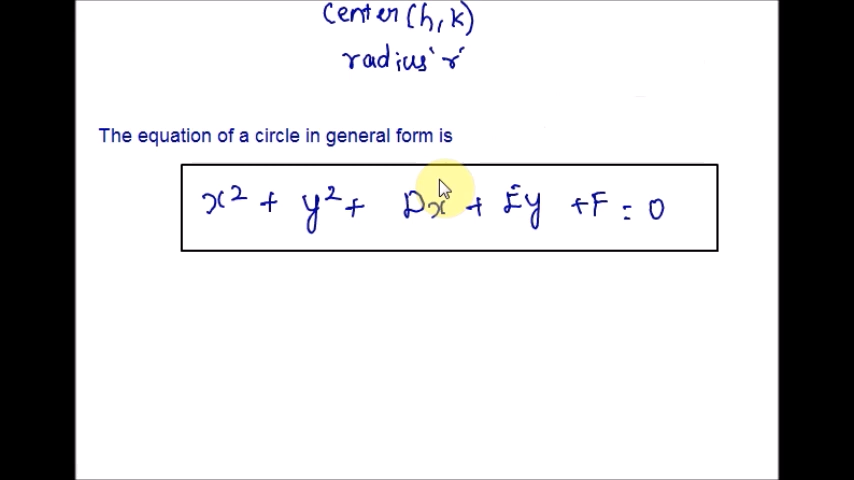 Center (h, k)
radius 'r'
The equation of a circle in general form is
x² + y² + Dx + Ey + F = 0